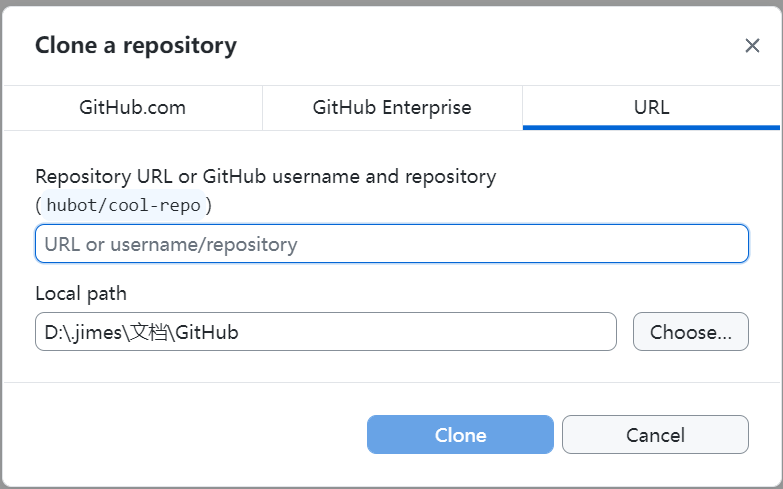 Clone a repository
GitHub.com
GitHub Enterprise
URL
Repository URL or GitHub username and repository
(hubot/cool-repo)
URL or username/repository
Local path
D:\.jimes\文档\GitHub
Choose...
Clone
Cancel